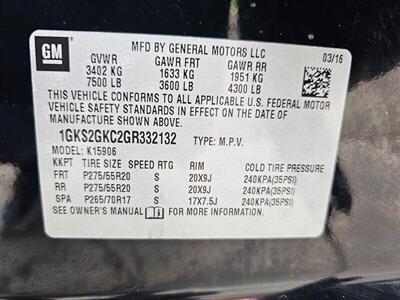 GM
MFD BY GENERAL MOTORS LLC
GVWR GAWR FRT GAWR RR 03/16
3402 KG 1633 KG 1951 KG
7500 LB 3600 LB 4300 LB
THIS VEHICLE CONFORMS TO ALL APPLICABLE U.S. FEDERAL MOTOR
VEHICLE SAFETY STANDARDS IN EFFECT ON THE DATE OF
MANUFACTURE SHOWN ABOVE.
1GKS2GKC2GR332132 TYPE: M.P.V.
MODEL: K15906
KKPT TIRE SIZE SPEED RTG RIM COLD TIRE PRESSURE
FRT P275/55R20 S 20X9J 240KPA(35PSI)
RR P275/55R20 S 20X9J 240KPA(35PSI)
SPA P265/70R17 S 17X7.5J 240KPA(35PSI)
SEE OWNER'S MANUAL FOR ADDITIONAL INFORMATION.